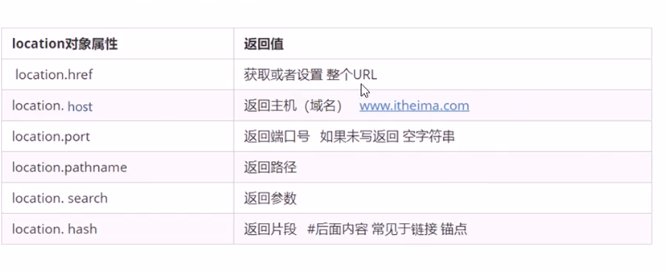 location对象属性 返回值
location.href 获取或者设置 整个URL
location. host 返回主机（域名） www.itheima.com
location.port 返回端口号 如果未写返回 空字符串
location.pathname 返回路径
location. search 返回参数
location. hash 返回片段 #后面内容 常见于链接 锚点